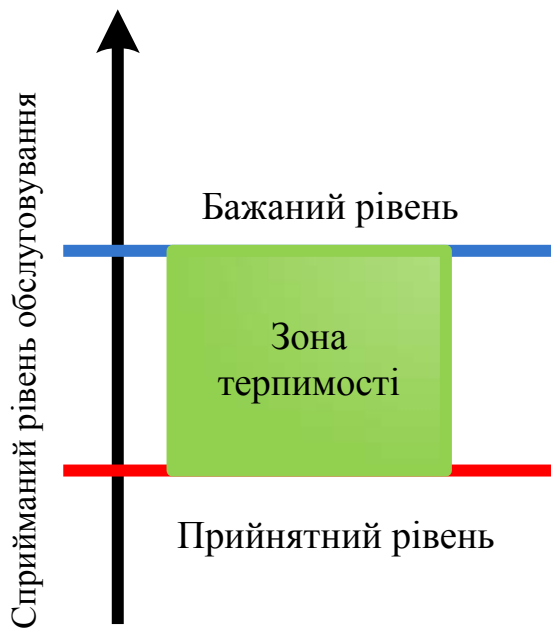 Сприйманий рівень обслуговування
Бажаний рівень
Зона
терпимості
Прийнятний рівень